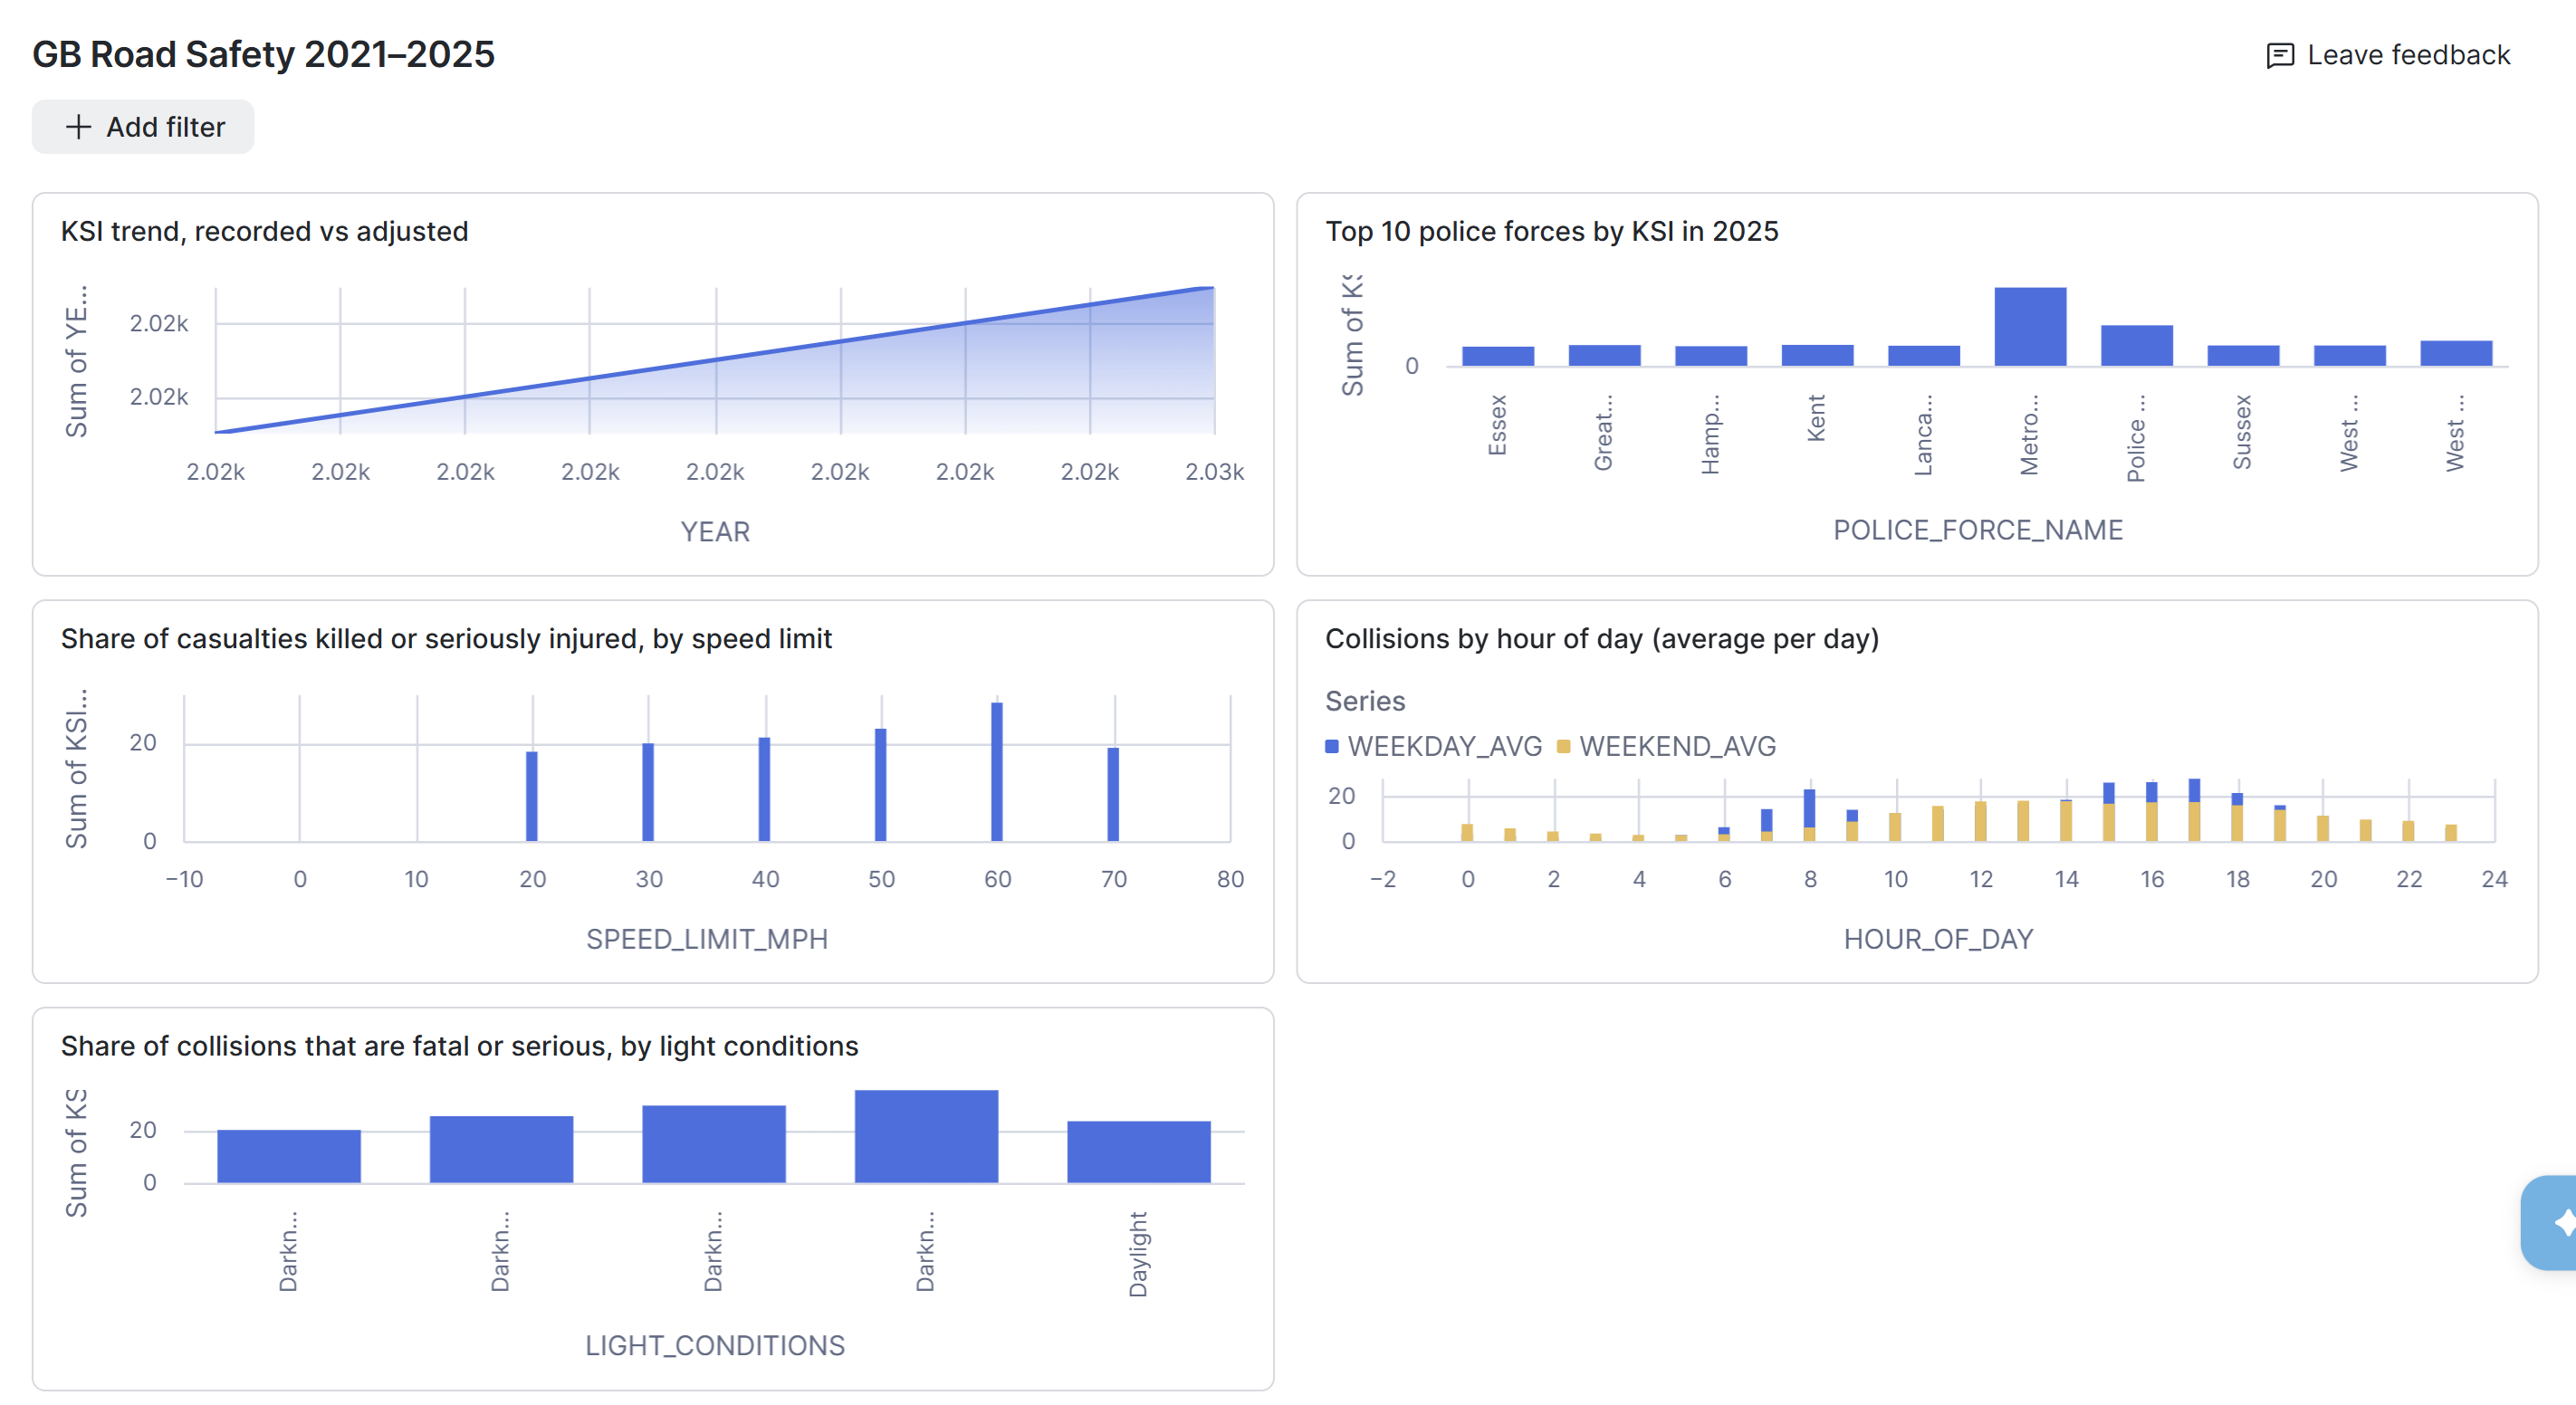 GB Road Safety 2021–2025
Leave feedback
Add filter
KSI trend, recorded vs adjusted
Sum of YE...
2.02k
2.02k
2.02k 2.02k 2.02k 2.02k 2.02k 2.02k 2.02k 2.02k 2.03k
YEAR
Top 10 police forces by KSI in 2025
Sum of KS
0
Essex Great... Hamp... Kent Lanca... Metro... Police ... Sussex West ... West ...
POLICE_FORCE_NAME
Share of casualties killed or seriously injured, by speed limit
Sum of KSI...
20
0
−10 0 10 20 30 40 50 60 70 80
SPEED_LIMIT_MPH
Collisions by hour of day (average per day)
Series
WEEKDAY_AVG WEEKEND_AVG
20
0
−2 0 2 4 6 8 10 12 14 16 18 20 22 24
HOUR_OF_DAY
Share of collisions that are fatal or serious, by light conditions
Sum of KS
20
0
Darkn... Darkn... Darkn... Darkn... Daylight
LIGHT_CONDITIONS